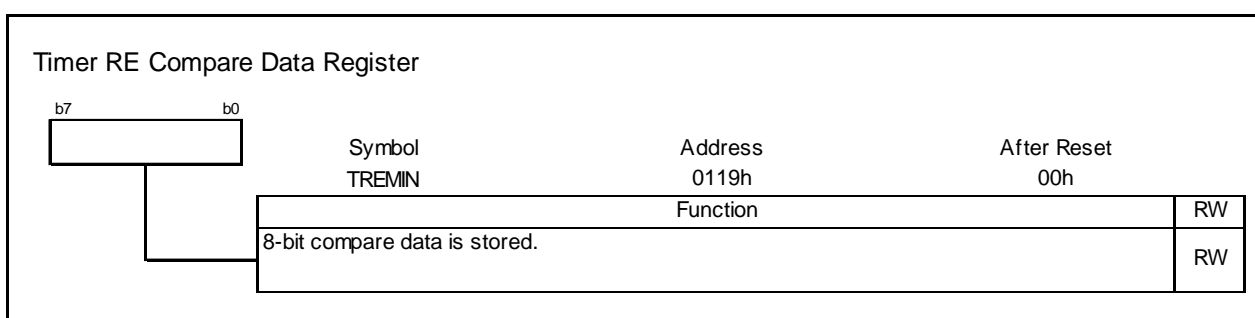 Timer RE Compare Data Register
b7 b0
Symbol Address After Reset
TREMIN 0119h 00h
Function RW
8-bit compare data is stored. RW